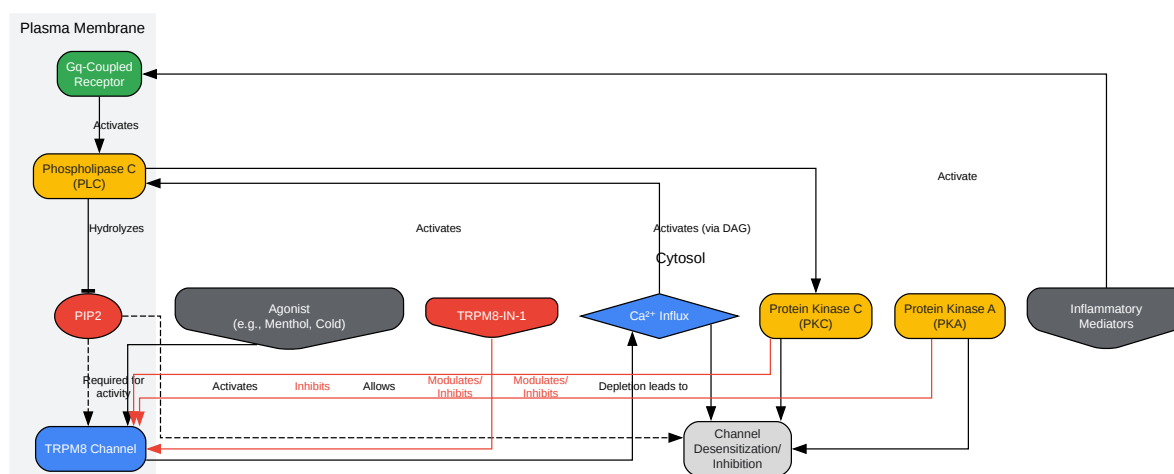 Plasma Membrane
Gq-Coupled
Receptor
Activates
Phospholipase C
(PLC)
Activate
Hydrolyzes
Activates
Activates (via DAG)
Cytosol
PIP2
Agonist
(e.g., Menthol, Cold)
TRPM8-IN-1
Ca²⁺ Influx
Protein Kinase C
(PKC)
Protein Kinase A
(PKA)
Inflammatory
Mediators
Required for
activity
Activates
Inhibits
Allows
Modulates/
Inhibits
Modulates/
Inhibits
Depletion leads to
TRPM8 Channel
Channel
Desensitization/
Inhibition